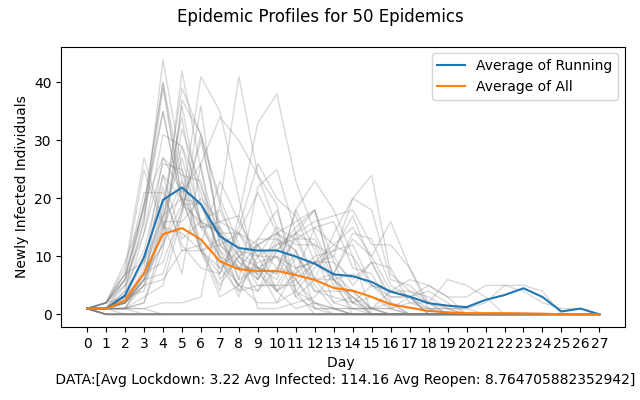 Epidemic Profiles for 50 Epidemics
Average of Running
Average of All
Newly Infected Individuals
40
30
20
10
0
0 1 2 3 4 5 6 7 8 9 10 11 12 13 14 15 16 17 18 19 20 21 22 23 24 25 26 27
Day
DATA:[Avg Lockdown: 3.22 Avg Infected: 114.16 Avg Reopen: 8.764705882352942]